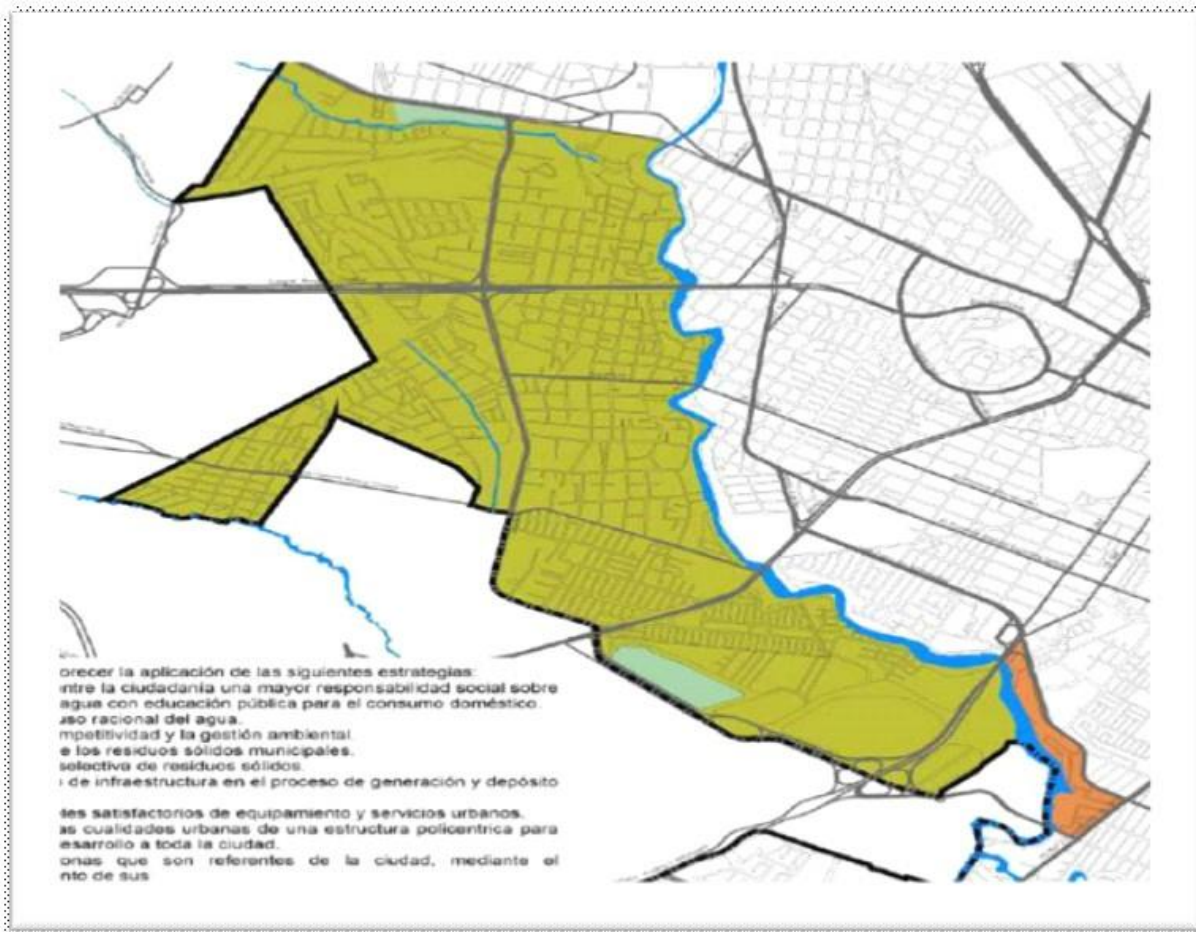 orecer la aplicación de las siguientes estrategias:
ntre la ciudadanía una mayor responsabilidad social sobre
agua con educación pública para el consumo doméstico.
uso racional del agua.
mpetitividad y la gestión ambiental.
e los residuos sólidos municipales.
selectiva de residuos sólidos.
de infraestructura en el proceso de generación y depósito
des satisfactorios de equipamiento y servicios urbanos.
as cualidades urbanas de una estructura policentrica para
esarrollo a toda la ciudad.
onas que son referentes de la ciudad, mediante el
nto de sus